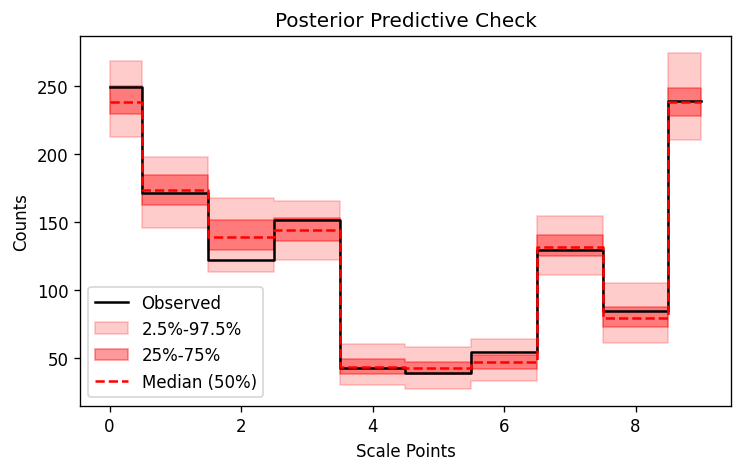 Posterior Predictive Check
Counts
250
200
150
100
50
Observed
2.5%-97.5%
25%-75%
Median (50%)
0
2
4
6
8
Scale Points